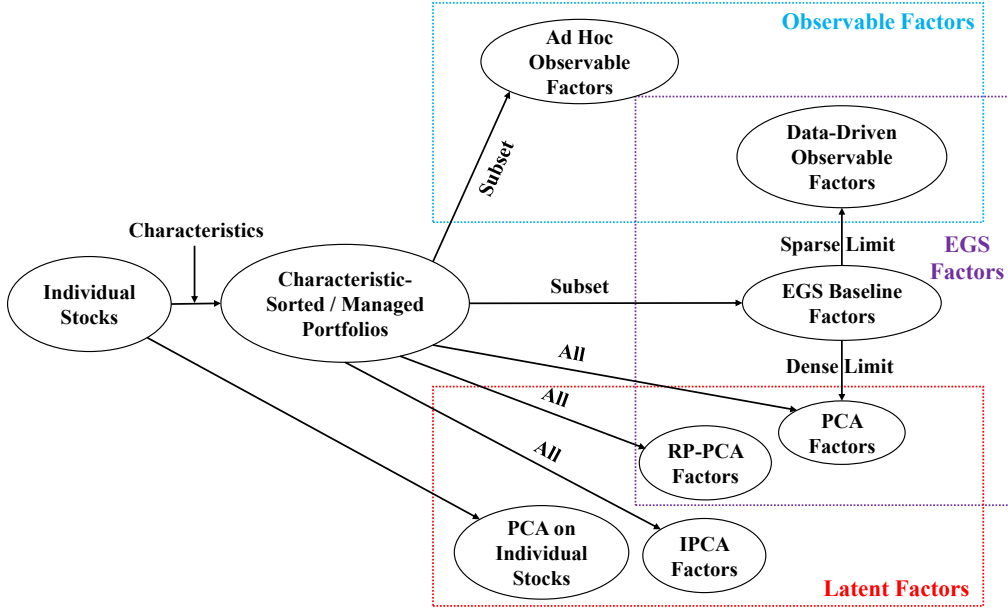 Observable Factors
Ad Hoc
Observable
Factors
Data-Driven
Observable
Factors
Subset
Characteristics
Sparse Limit
EGS
Factors
Individual
Stocks
Characteristic-
Sorted / Managed
Portfolios
Subset
EGS Baseline
Factors
All
Dense Limit
All
PCA
Factors
All
RP-PCA
Factors
PCA on
Individual
Stocks
IPCA
Factors
Latent Factors